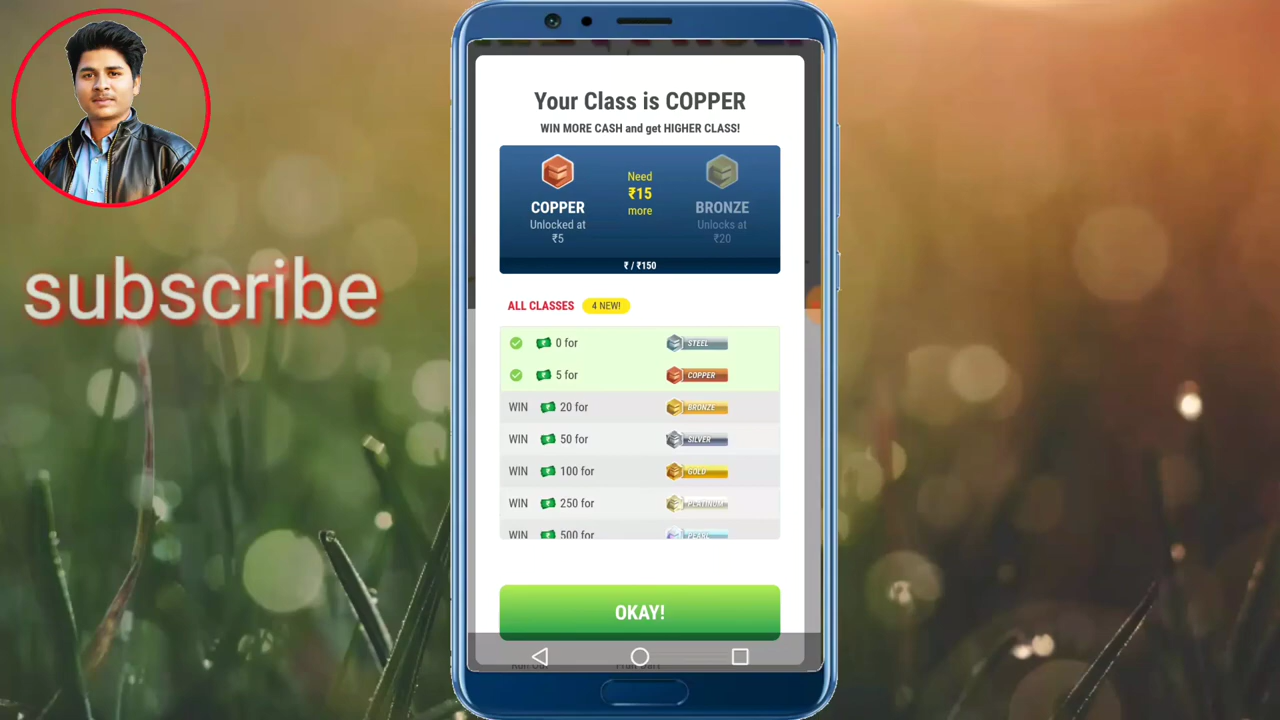 subscribe
Your Class is COPPER
WIN MORE CASH and get HIGHER CLASS!
COPPER
Unlocked at
₹5
Need
₹15
more
BRONZE
Unlocks at
₹20
₹ / ₹150
ALL CLASSES 4 NEW!
0 for STEEL
5 for COPPER
WIN 20 for BRONZE
WIN 50 for SILVER
WIN 100 for GOLD
WIN 250 for PLATINUM
WIN 500 for PEARL
OKAY!